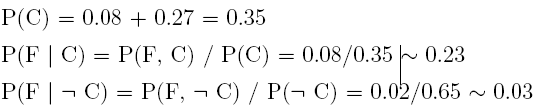 P(C) = 0.08 + 0.27 = 0.35
P(F | C) = P(F, C) / P(C) = 0.08/0.35 ∼ 0.23
P(F | ¬ C) = P(F, ¬ C) / P(¬ C) = 0.02/0.65 ∼ 0.03